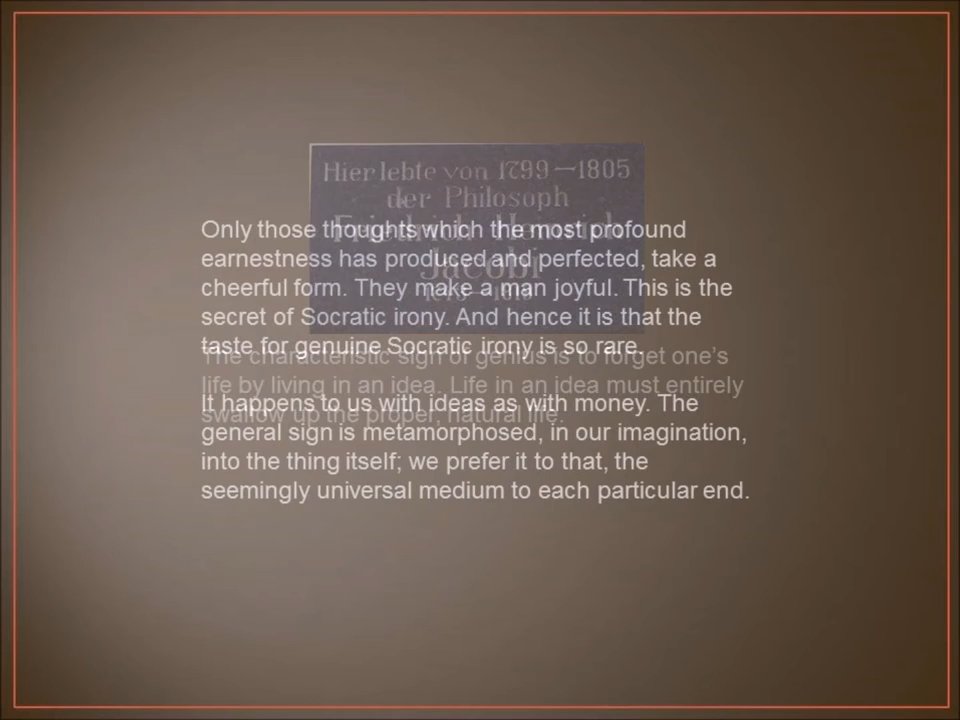 Hier lebte von 1799—1805
der Philosoph
Friedrich Heinrich
Jacobi
Only those thoughts which the most profound
earnestness has produced and perfected, take a
cheerful form. They make a man joyful. This is the
secret of Socratic irony. And hence it is that the
taste for genuine Socratic irony is so rare.
The characteristic sign of genius is to forget one’s
life by living in an idea. Life in an idea must entirely
swallow up the proper, natural life.
It happens to us with ideas as with money. The
general sign is metamorphosed, in our imagination,
into the thing itself; we prefer it to that, the
seemingly universal medium to each particular end.